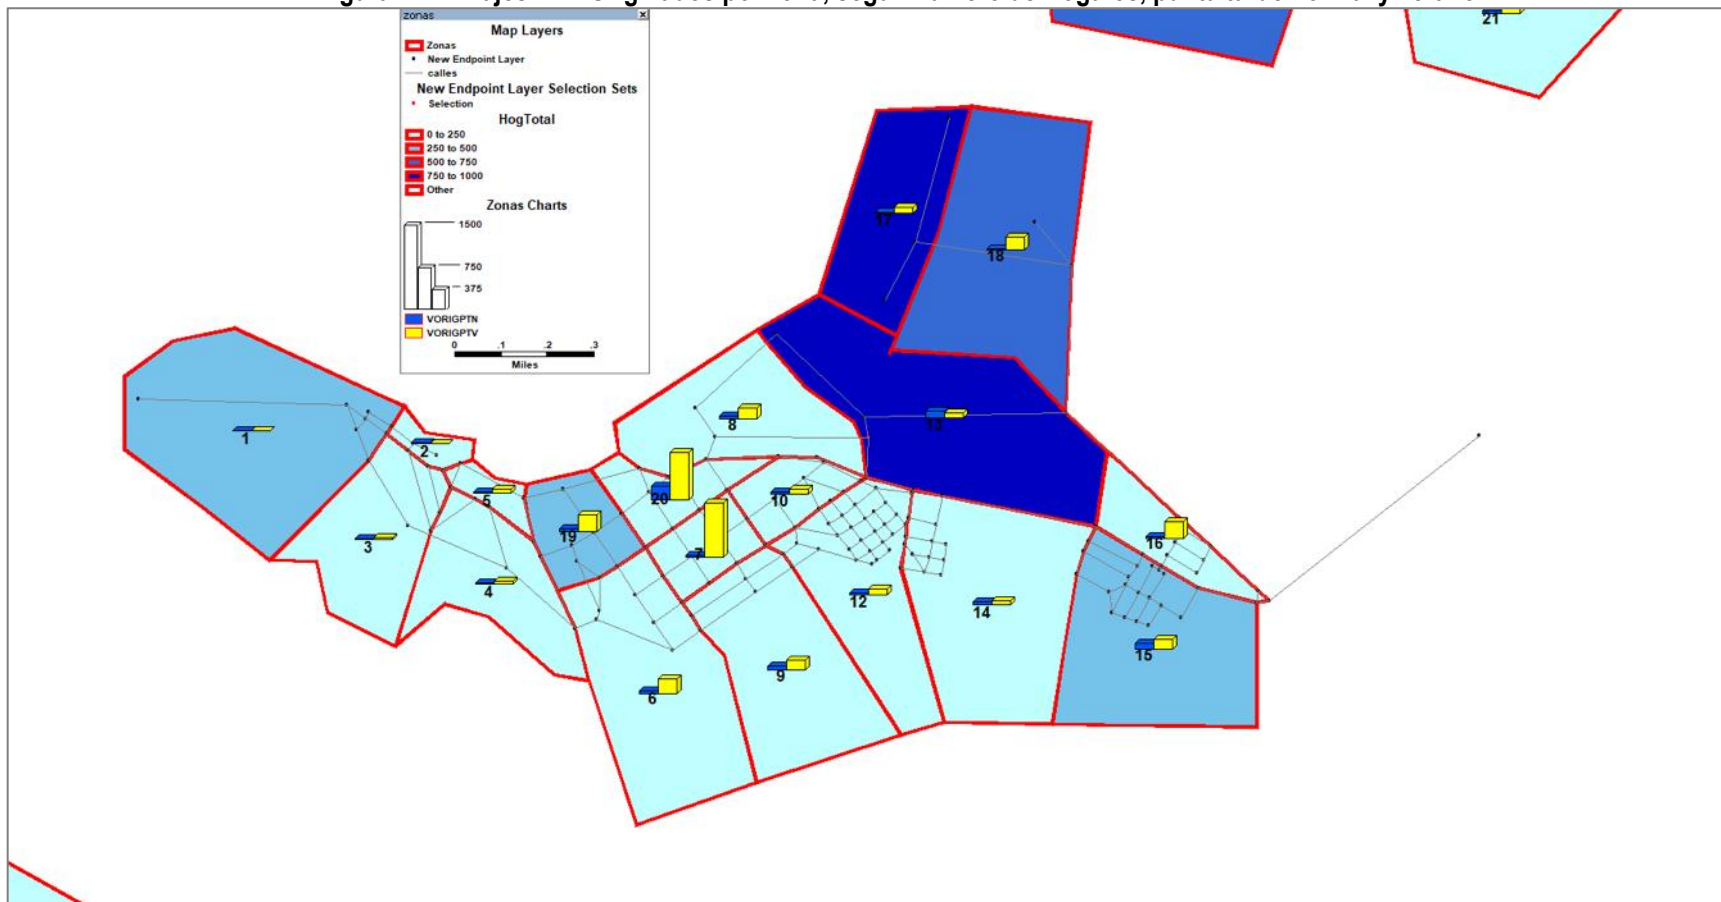 zonas
Map Layers
Zonas
New Endpoint Layer
calles
New Endpoint Layer Selection Sets
Selection
HogTotal
0 to 250
250 to 500
500 to 750
750 to 1000
Other
Zonas Charts
1500
750
375
VORIGPTN
VORIGPTV
0 .1 .2 .3
Miles
21
17
18
1
2
8
13
5
20
10
19
7
3
16
4
12
14
15
9
6